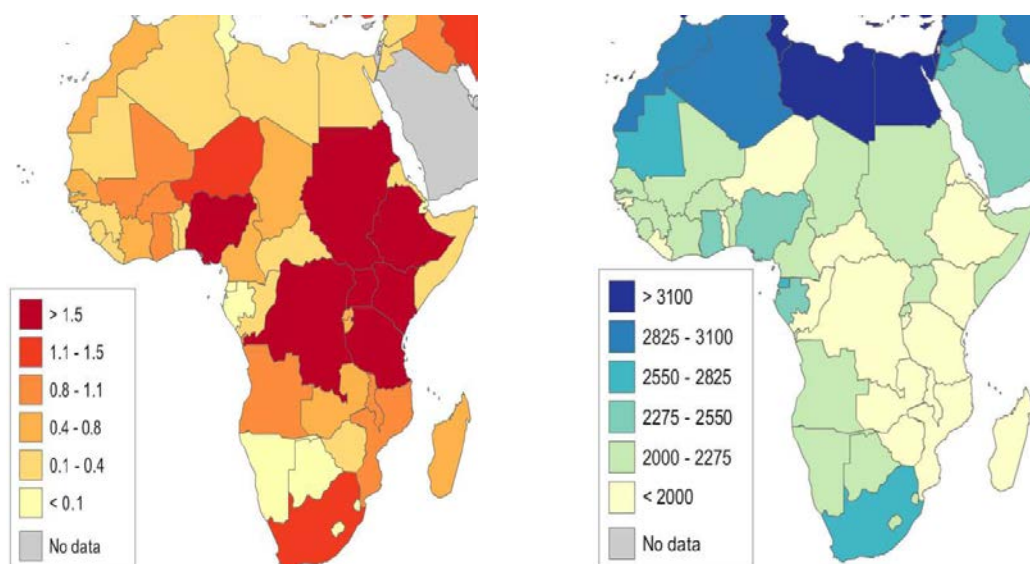 > 1.5
1.1 - 1.5
0.8 - 1.1
0.4 - 0.8
0.1 - 0.4
< 0.1
No data
> 3100
2825 - 3100
2550 - 2825
2275 - 2550
2000 - 2275
< 2000
No data